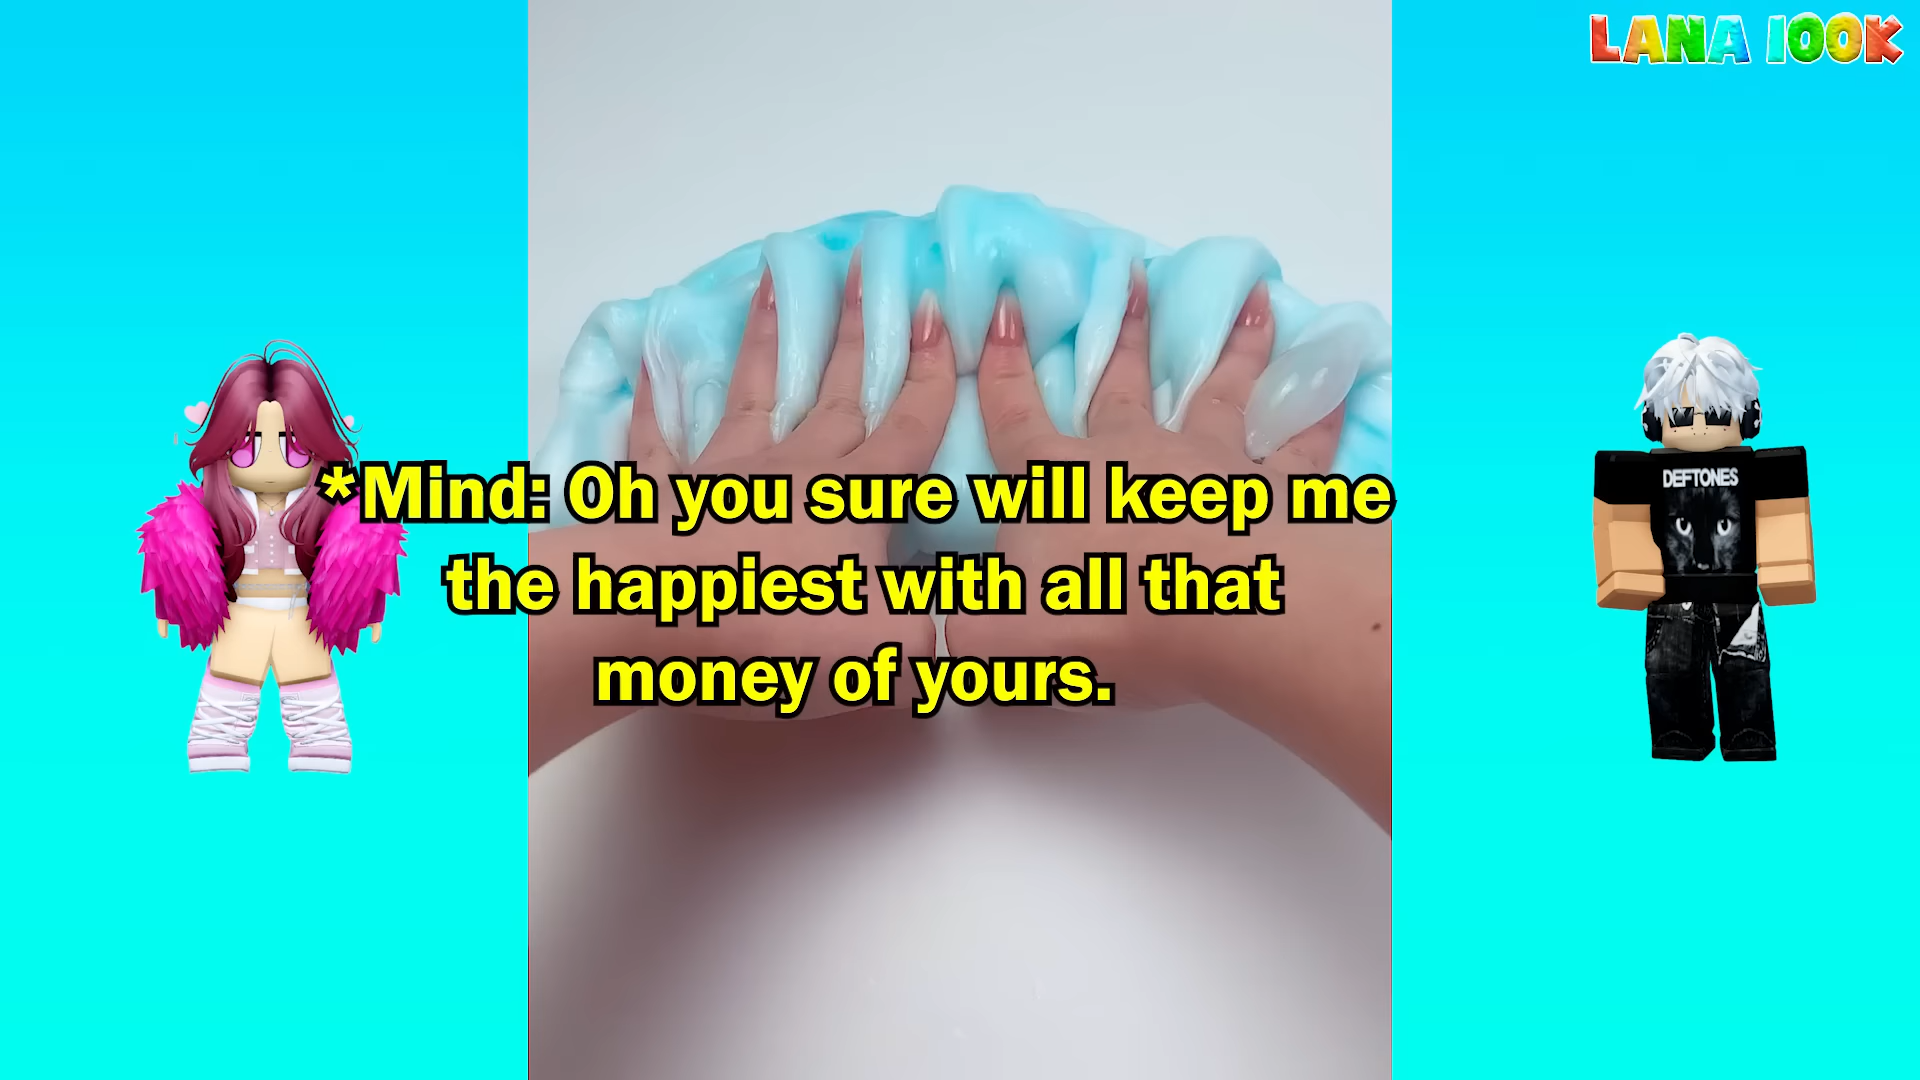 LANA 100K
DEFTONES
*Mind: Oh you sure will keep me
the happiest with all that
money of yours.